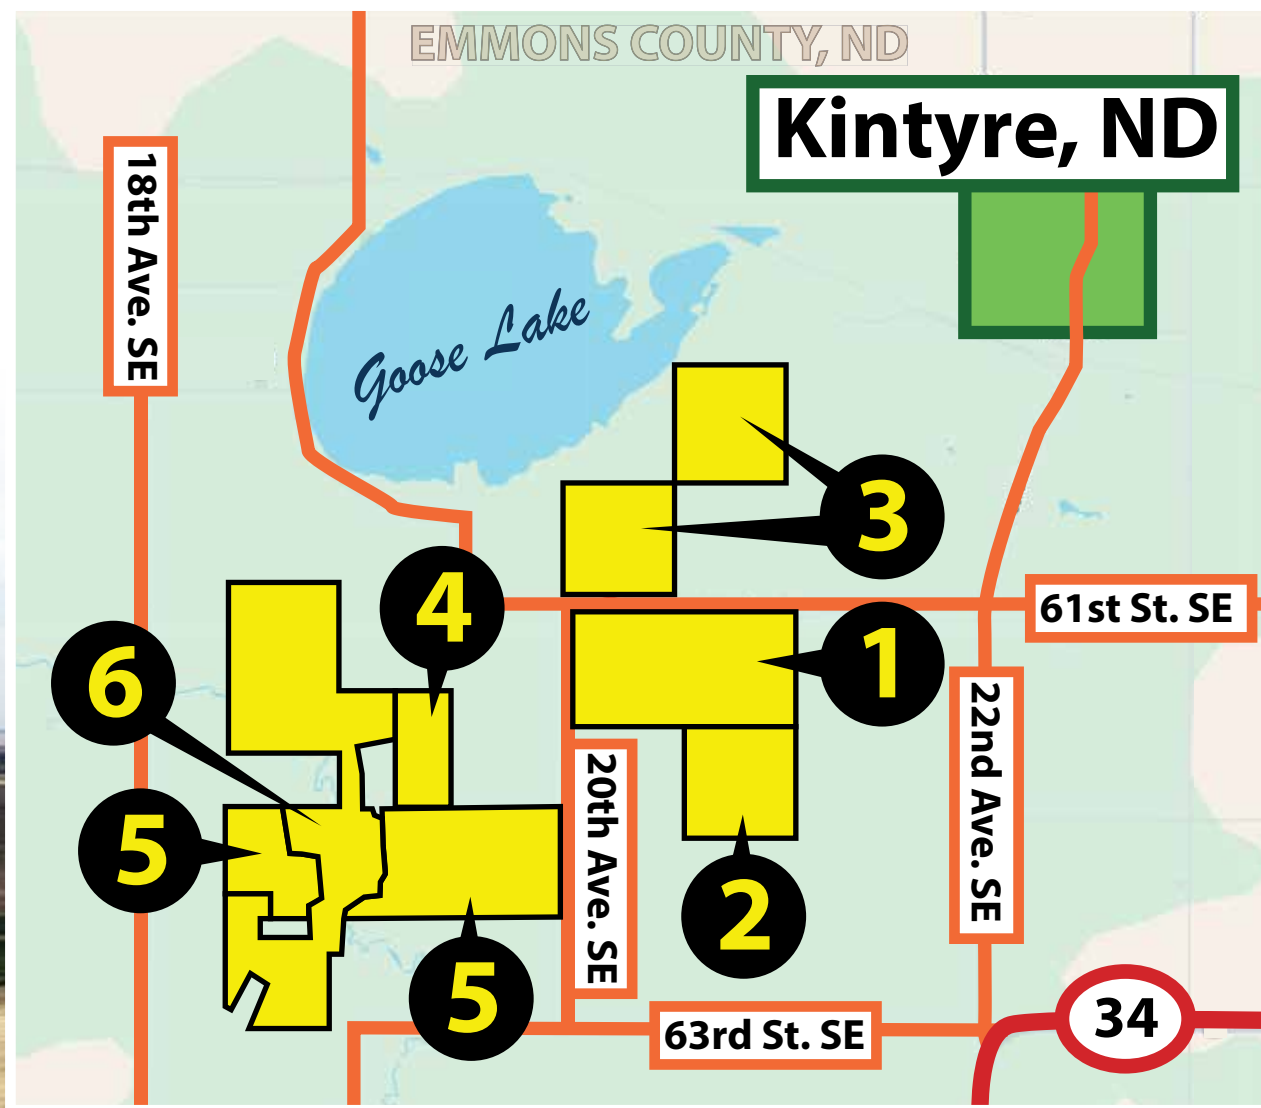 EMMONS COUNTY, ND
Kintyre, ND
18th Ave. SE
Goose Lake
3
4
61st St. SE
1
6
22nd Ave. SE
20th Ave. SE
5
2
5
34
63rd St. SE